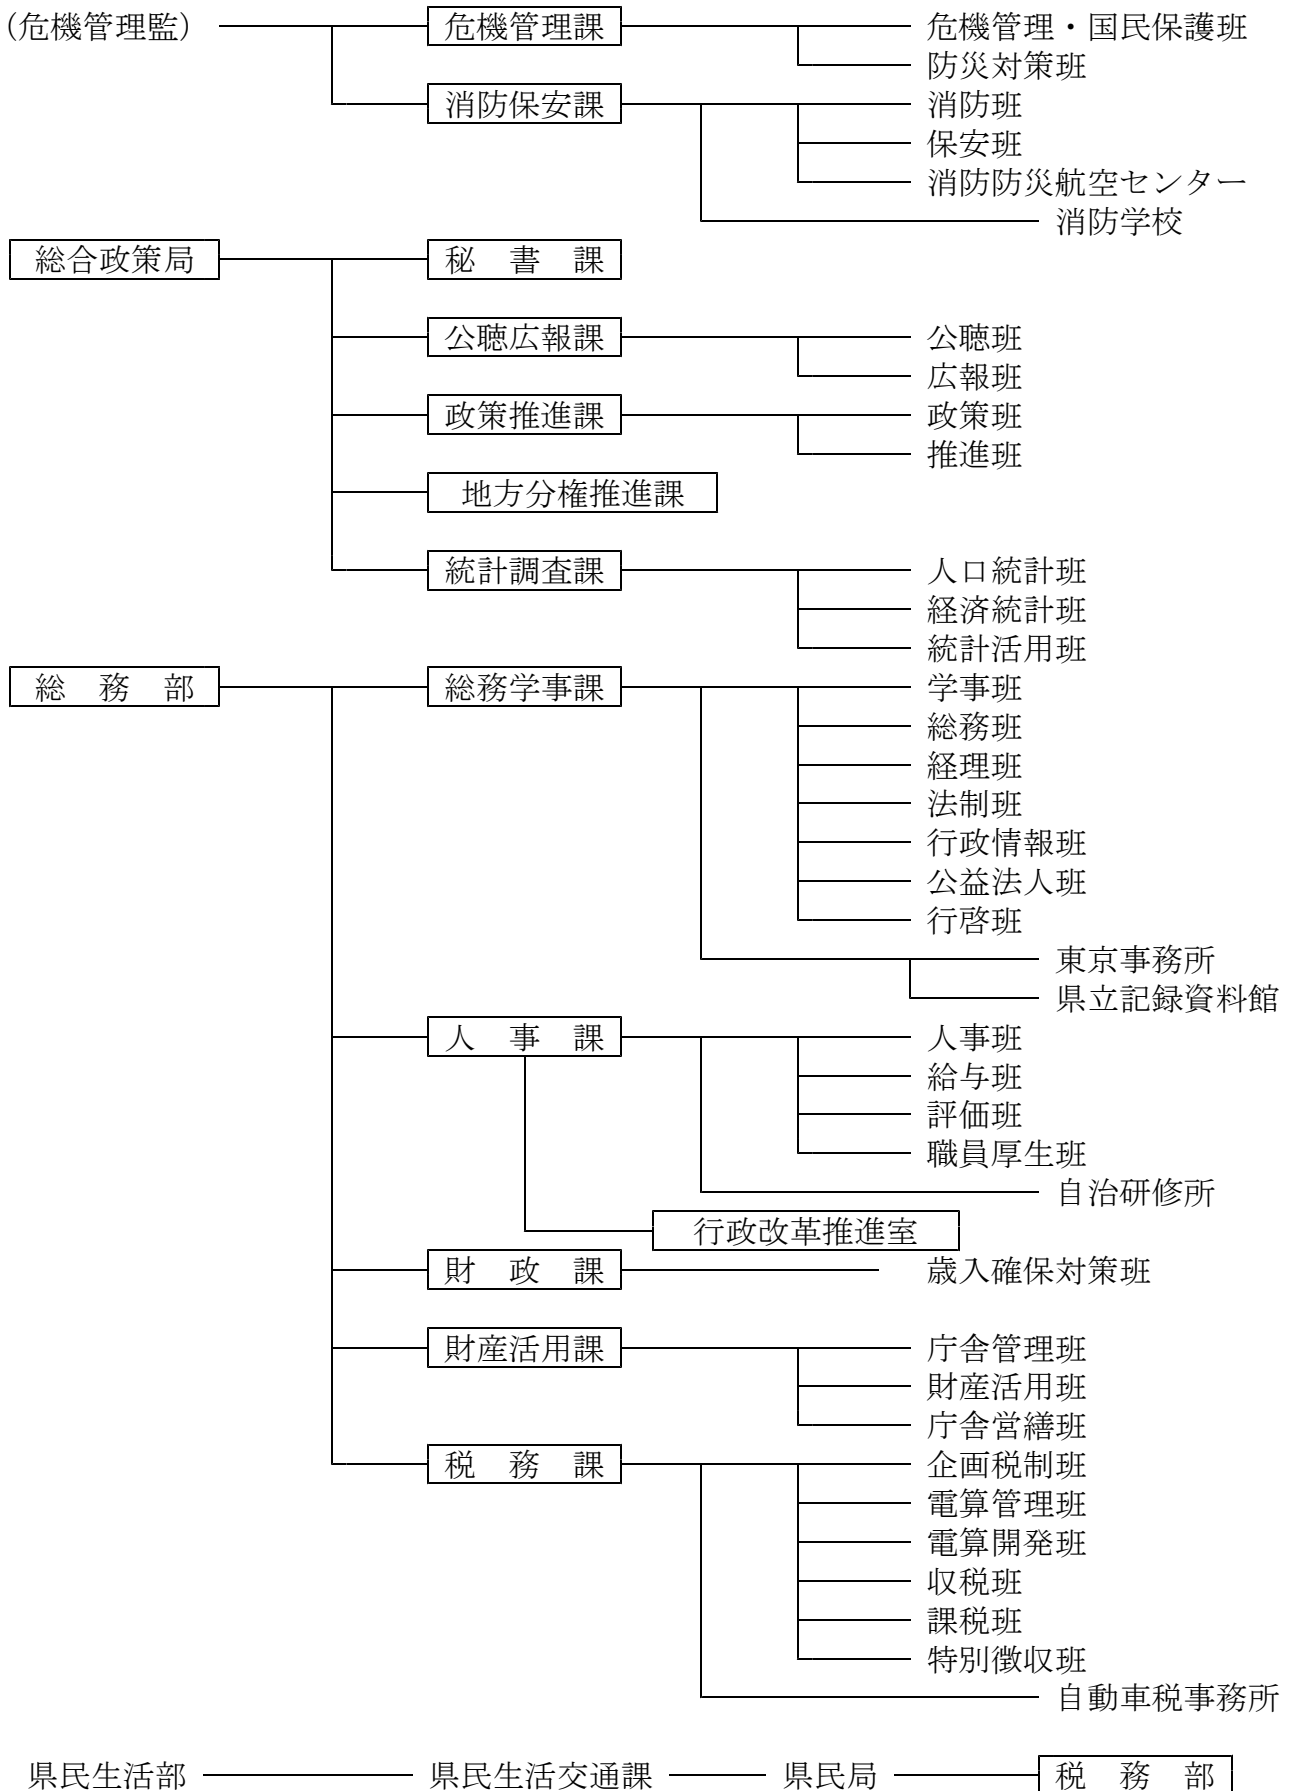 (危機管理監) 危機管理課 危機管理・国民保護班
防災対策班
消防保安課 消防班
保安班
消防防災航空センター
消防学校
総合政策局 秘　書　課
公聴広報課 公聴班
広報班
政策推進課 政策班
推進班
地方分権推進課
統計調査課 人口統計班
経済統計班
統計活用班
総　務　部 総務学事課 学事班
総務班
経理班
法制班
行政情報班
公益法人班
行啓班
東京事務所
県立記録資料館
人　事　課 人事班
給与班
評価班
職員厚生班
自治研修所
行政改革推進室
財　政　課 歳入確保対策班
財産活用課 庁舎管理班
財産活用班
庁舎営繕班
税　務　課 企画税制班
電算管理班
電算開発班
収税班
課税班
特別徴収班
自動車税事務所
県民生活部 県民生活交通課 県民局 税　務　部